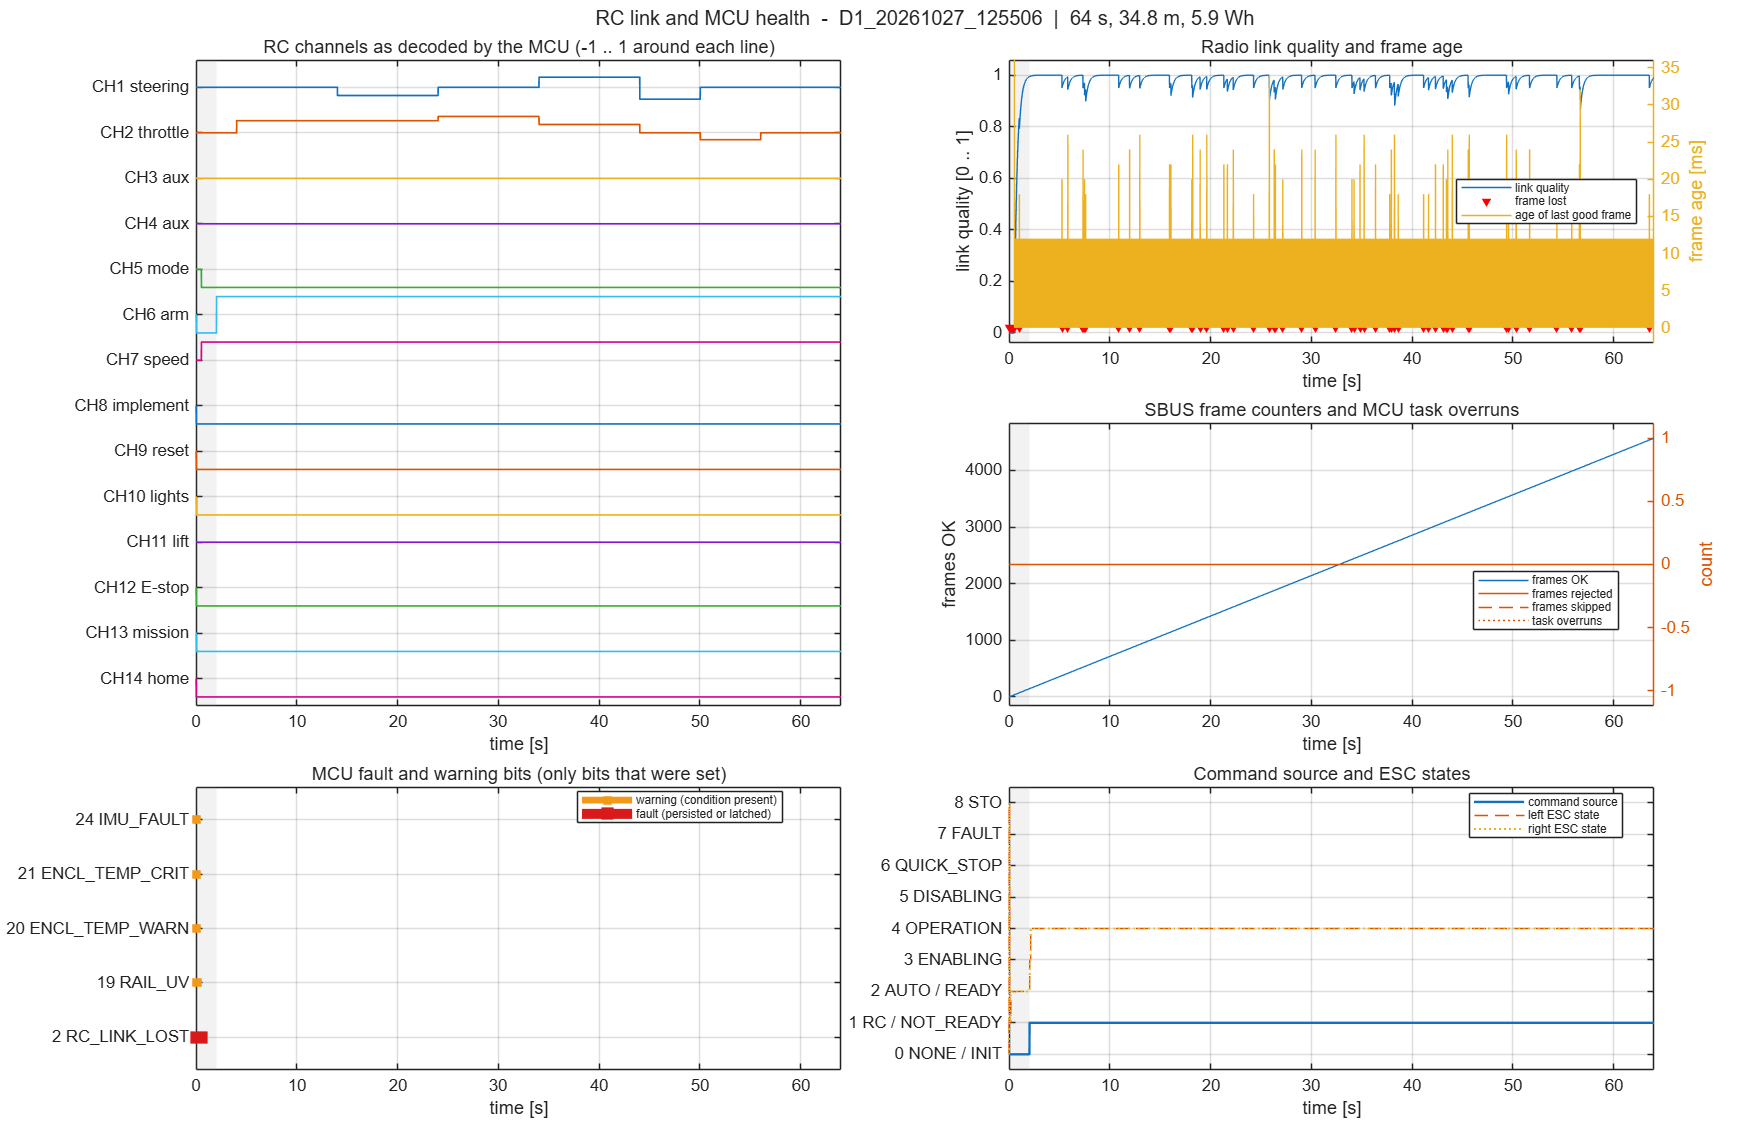 RC link and MCU health  -  D1_20261027_125506  |  64 s, 34.8 m, 5.9 Wh
RC channels as decoded by the MCU (-1 .. 1 around each line)
CH1 steering
CH2 throttle
CH3 aux
CH4 aux
CH5 mode
CH6 arm
CH7 speed
CH8 implement
CH9 reset
CH10 lights
CH11 lift
CH12 E-stop
CH13 mission
CH14 home
0 10 20 30 40 50 60
time [s]
Radio link quality and frame age
link quality [0 .. 1]
1
0.8
0.6
0.4
0.2
0
frame age [ms]
35
30
25
20
15
10
5
0
link quality
frame lost
age of last good frame
0 10 20 30 40 50 60
time [s]
SBUS frame counters and MCU task overruns
frames OK
4000
3000
2000
1000
0
count
1
0.5
0
-0.5
-1
frames OK
frames rejected
frames skipped
task overruns
0 10 20 30 40 50 60
time [s]
MCU fault and warning bits (only bits that were set)
24 IMU_FAULT
21 ENCL_TEMP_CRIT
20 ENCL_TEMP_WARN
19 RAIL_UV
2 RC_LINK_LOST
warning (condition present)
fault (persisted or latched)
0 10 20 30 40 50 60
time [s]
Command source and ESC states
8 STO
7 FAULT
6 QUICK_STOP
5 DISABLING
4 OPERATION
3 ENABLING
2 AUTO / READY
1 RC / NOT_READY
0 NONE / INIT
command source
left ESC state
right ESC state
0 10 20 30 40 50 60
time [s]